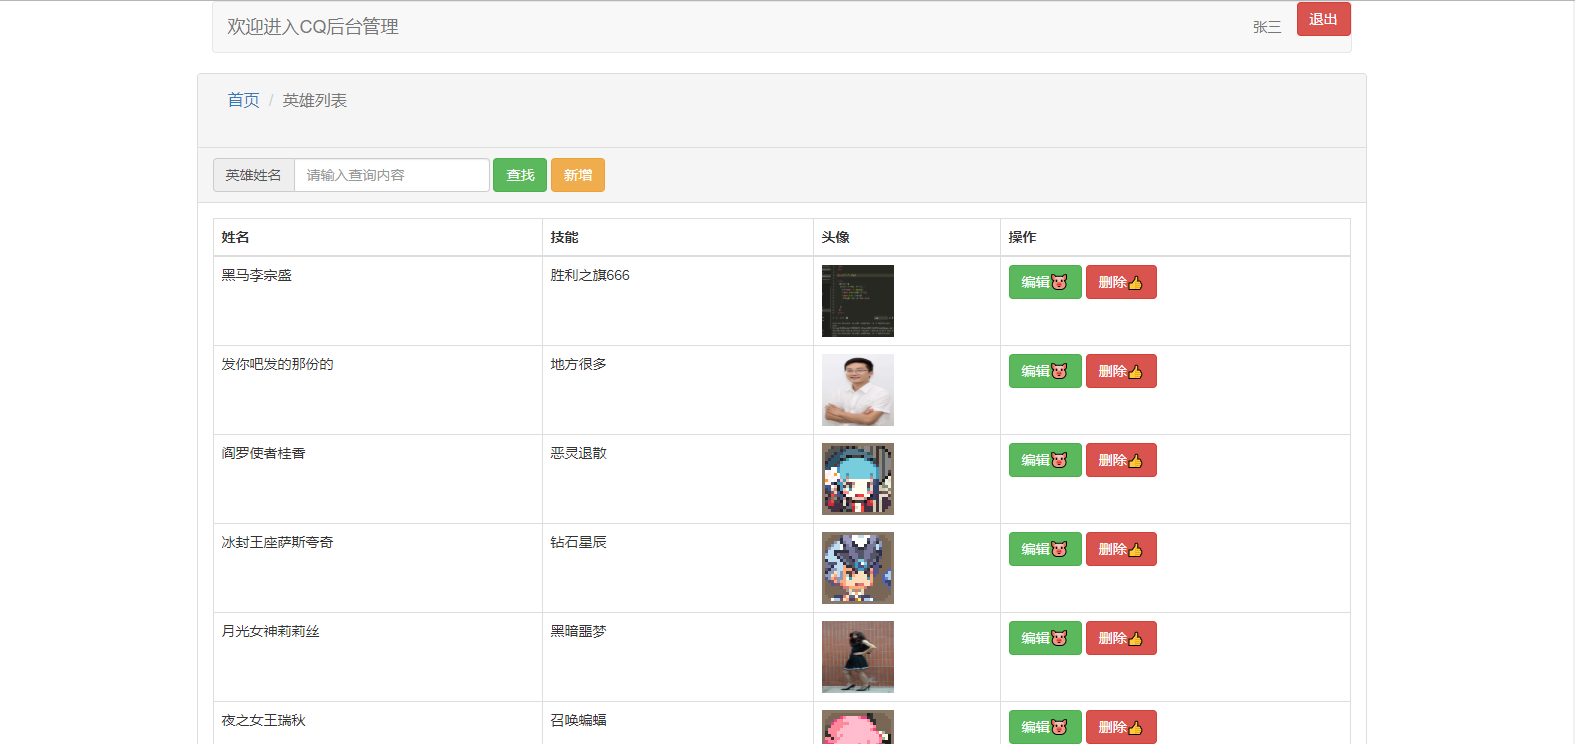 欢迎进入CQ后台管理 张三 退出
首页 / 英雄列表
英雄姓名 请输入查询内容 查找 新增
姓名 技能 头像 操作
黑马李宗盛 胜利之旗666 编辑🐷 删除👍
发你吧发的那份的 地方很多 编辑🐷 删除👍
阎罗使者桂香 恶灵退散 编辑🐷 删除👍
冰封王座萨斯夸奇 钻石星辰 编辑🐷 删除👍
月光女神莉莉丝 黑暗噩梦 编辑🐷 删除👍
夜之女王瑞秋 召唤蝙蝠 编辑🐷 删除👍